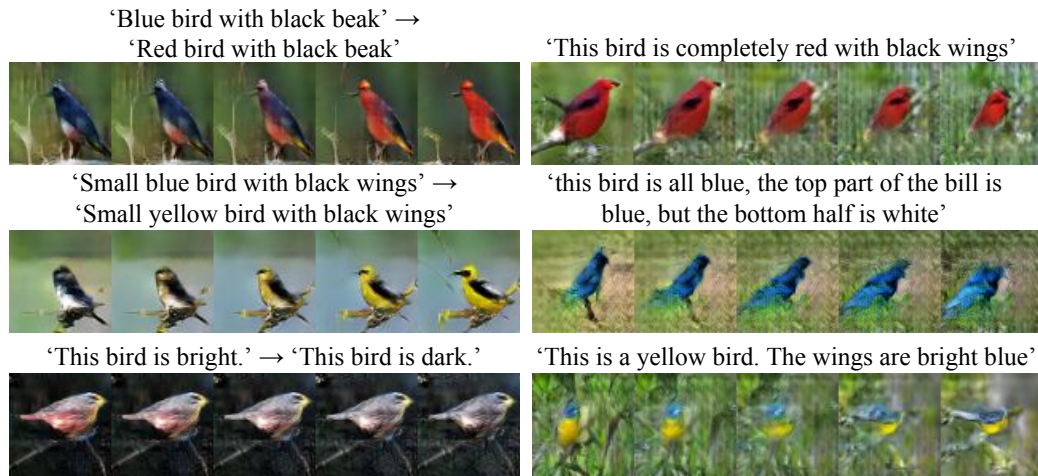 ‘Blue bird with black beak’ →
‘Red bird with black beak’
‘Small blue bird with black wings’ →
‘Small yellow bird with black wings’
‘This bird is bright.’ → ‘This bird is dark.’
‘This bird is completely red with black wings’
‘this bird is all blue, the top part of the bill is
blue, but the bottom half is white’
‘This is a yellow bird. The wings are bright blue’